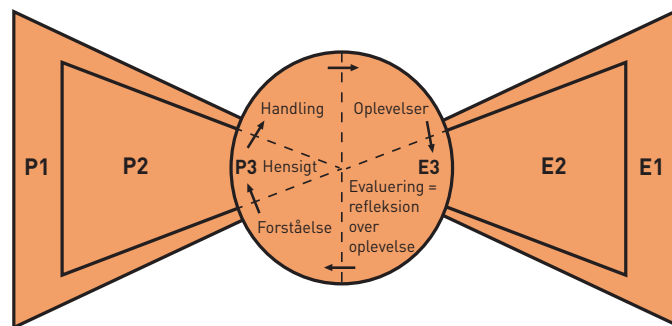 Handling
Oplevelser
P1
P2
P3
Hensigt
E3
E2
E1
Evaluering =
refleksion
over
oplevelse
Forståelse